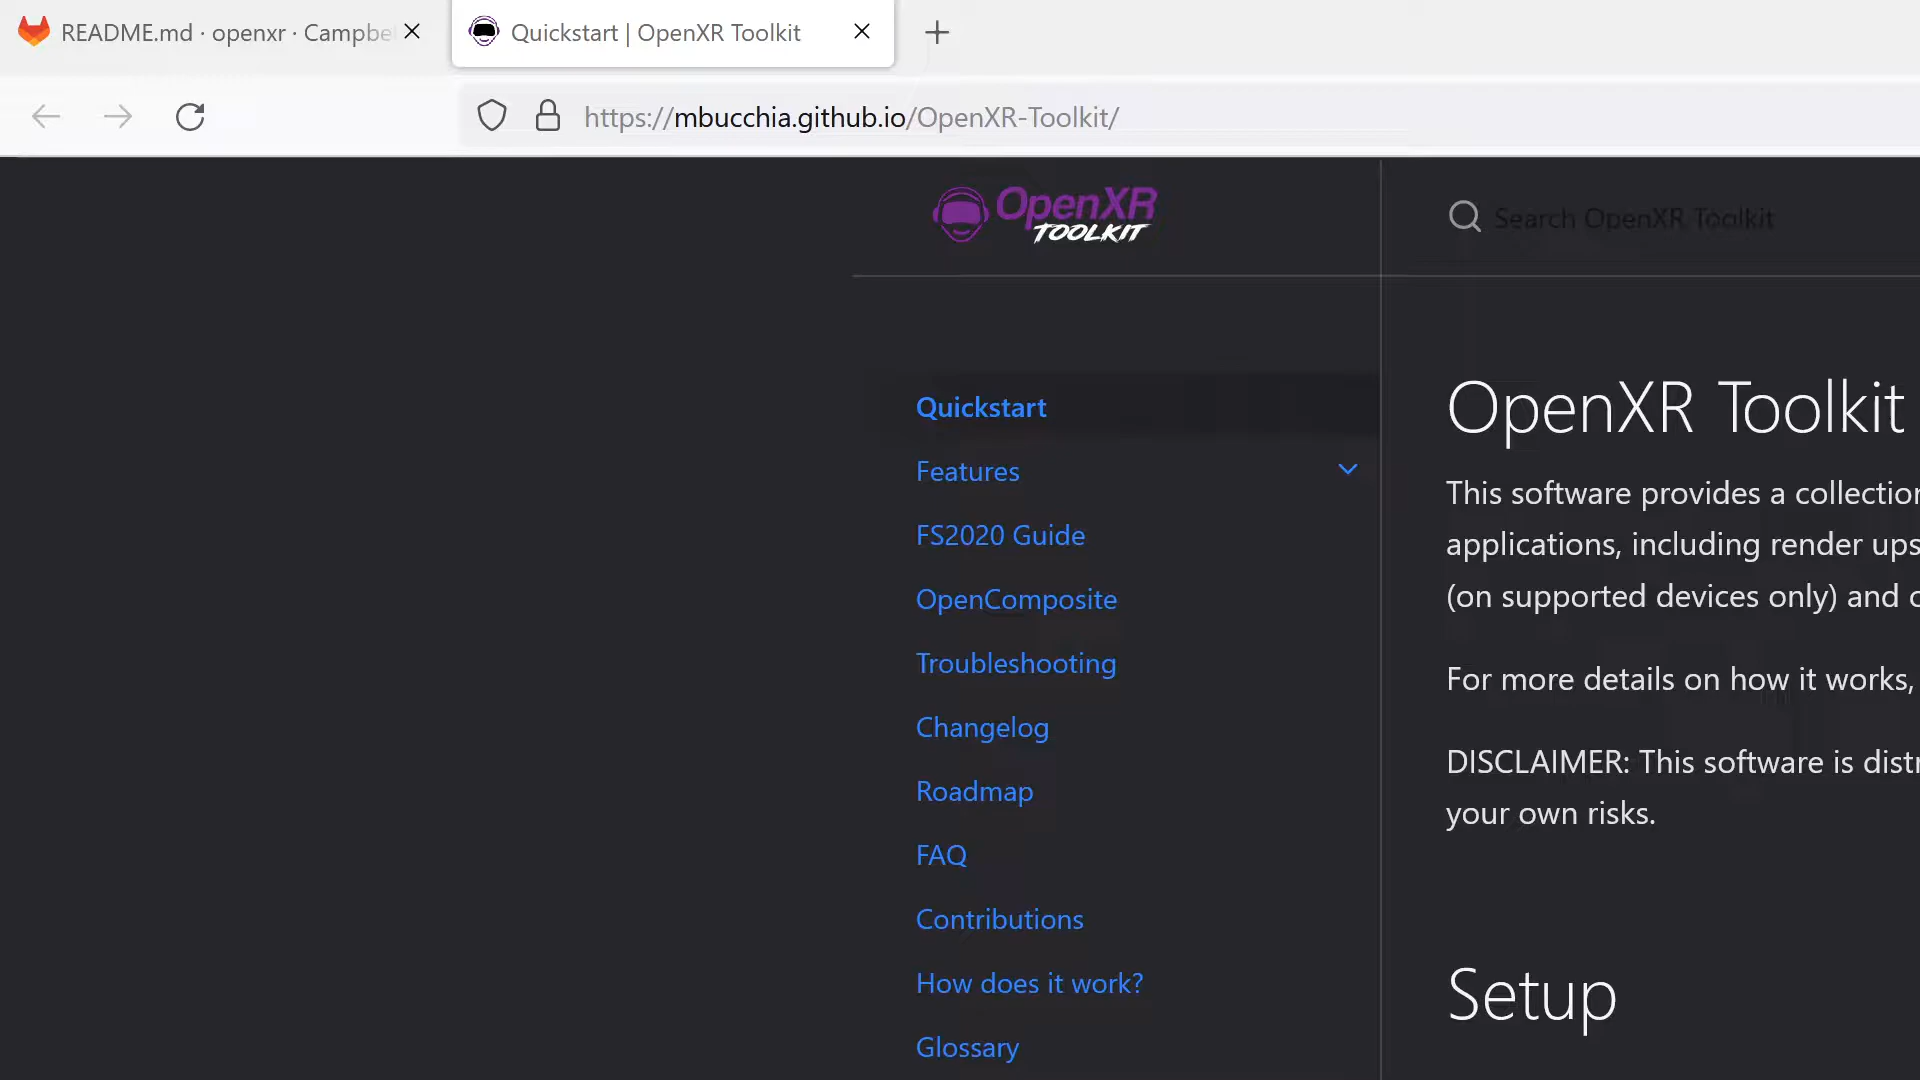 README.md · openxr · Campbe
Quickstart | OpenXR Toolkit
https://mbucchia.github.io/OpenXR-Toolkit/
OpenXR
TOOLKIT
Search OpenXR Toolkit
Quickstart
Features
FS2020 Guide
OpenComposite
Troubleshooting
Changelog
Roadmap
FAQ
Contributions
How does it work?
Glossary
OpenXR Toolkit
This software provides a collection
applications, including render ups
(on supported devices only) and c
For more details on how it works,
DISCLAIMER: This software is distr
your own risks.
Setup